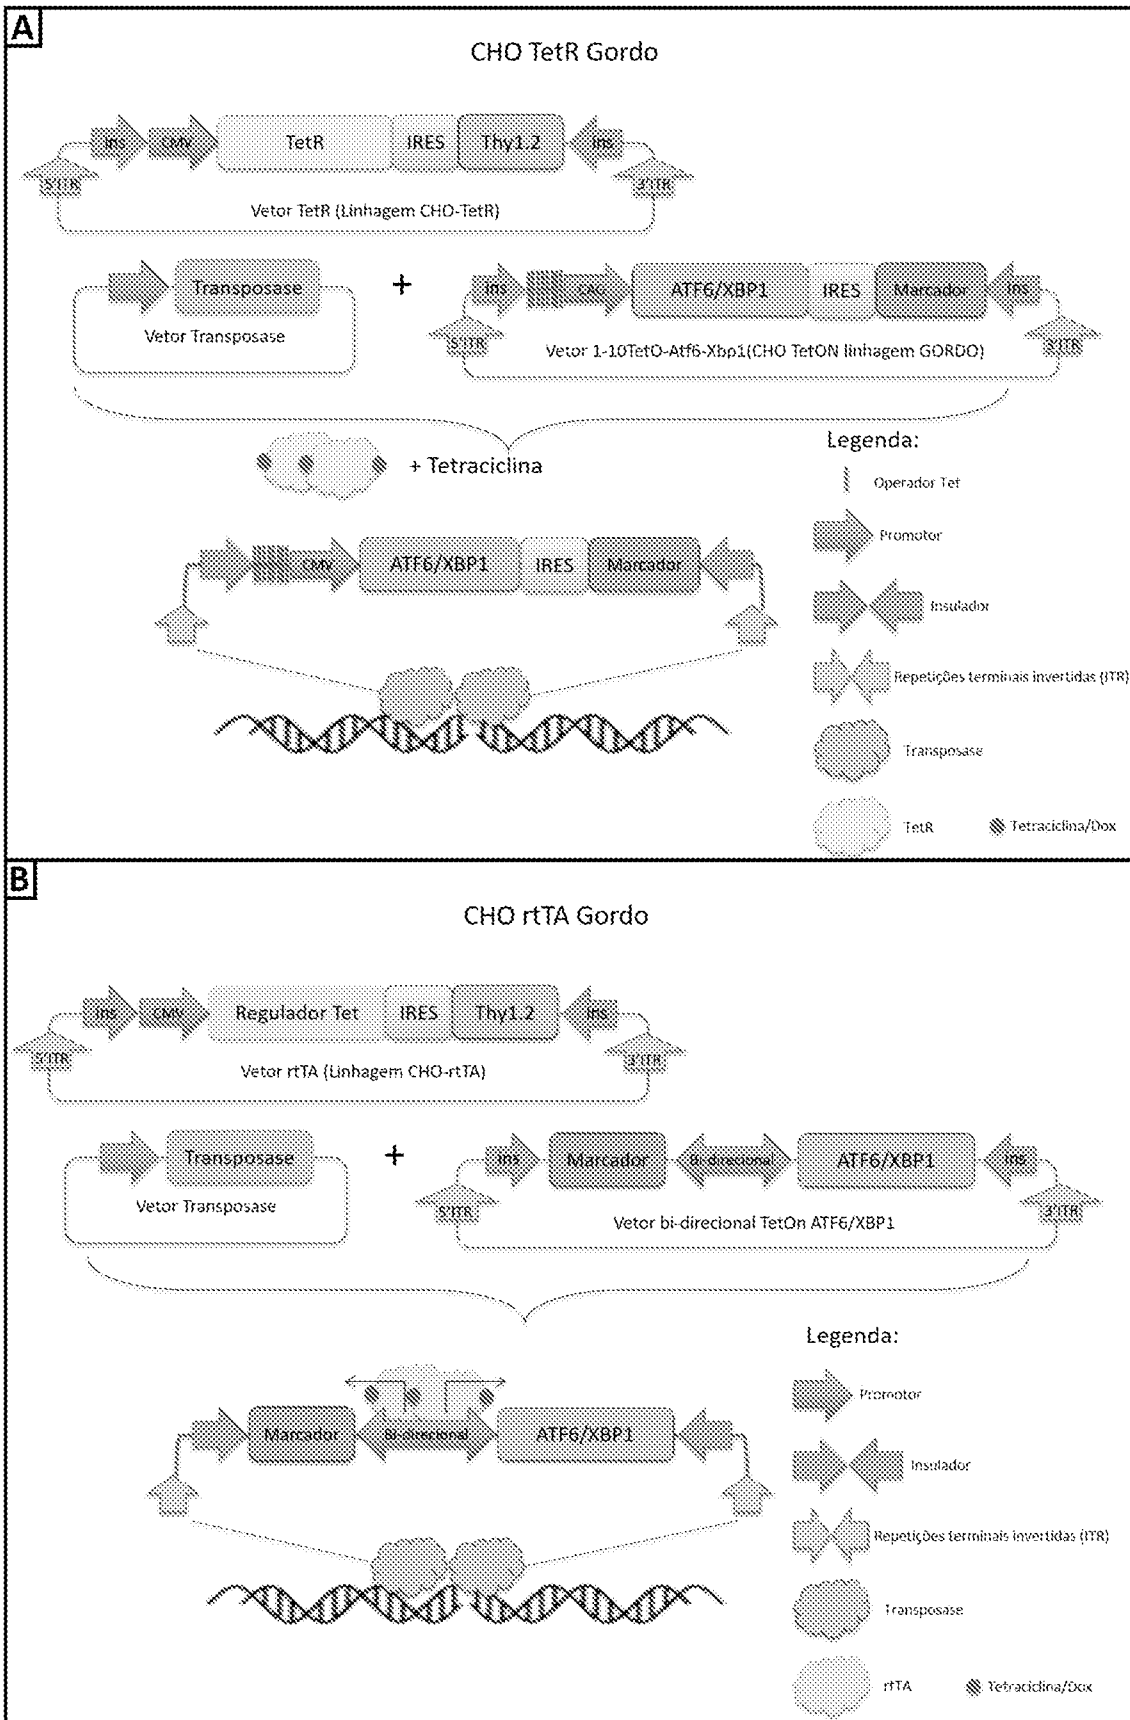 A
CHO TetR Gordo
Ins CMV TetR IRES Thy1.2 Ins
5'ITR 3'ITR
Vetor TetR (Linhagem CHO-TetR)
Transposase + Ins CAG ATF6/XBP1 IRES Marcador Ins
Vetor Transposase 5'ITR Vetor 1-10TetO-Atf6-Xbp1(CHO TetON linhagem GORDO) 3'ITR
+ Tetraciclina
Legenda:
Operador Tet
Promotor
CMV ATF6/XBP1 IRES Marcador
Insulador
Repetições terminais invertidas (ITR)
Transposase
TetR Tetraciclina/Dox
B
CHO rtTA Gordo
Ins CMV Regulador Tet IRES Thy1.2 Ins
5'ITR 3'ITR
Vetor rtTA (Linhagem CHO-rtTA)
Transposase + Ins Marcador Bi-direcional ATF6/XBP1 Ins
Vetor Transposase 5'ITR Vetor bi-direcional TetOn ATF6/XBP1 3'ITR
Legenda:
Promotor
Marcador Bi-direcional ATF6/XBP1
Insulador
Repetições terminais invertidas (ITR)
Transposase
rtTA Tetraciclina/Dox